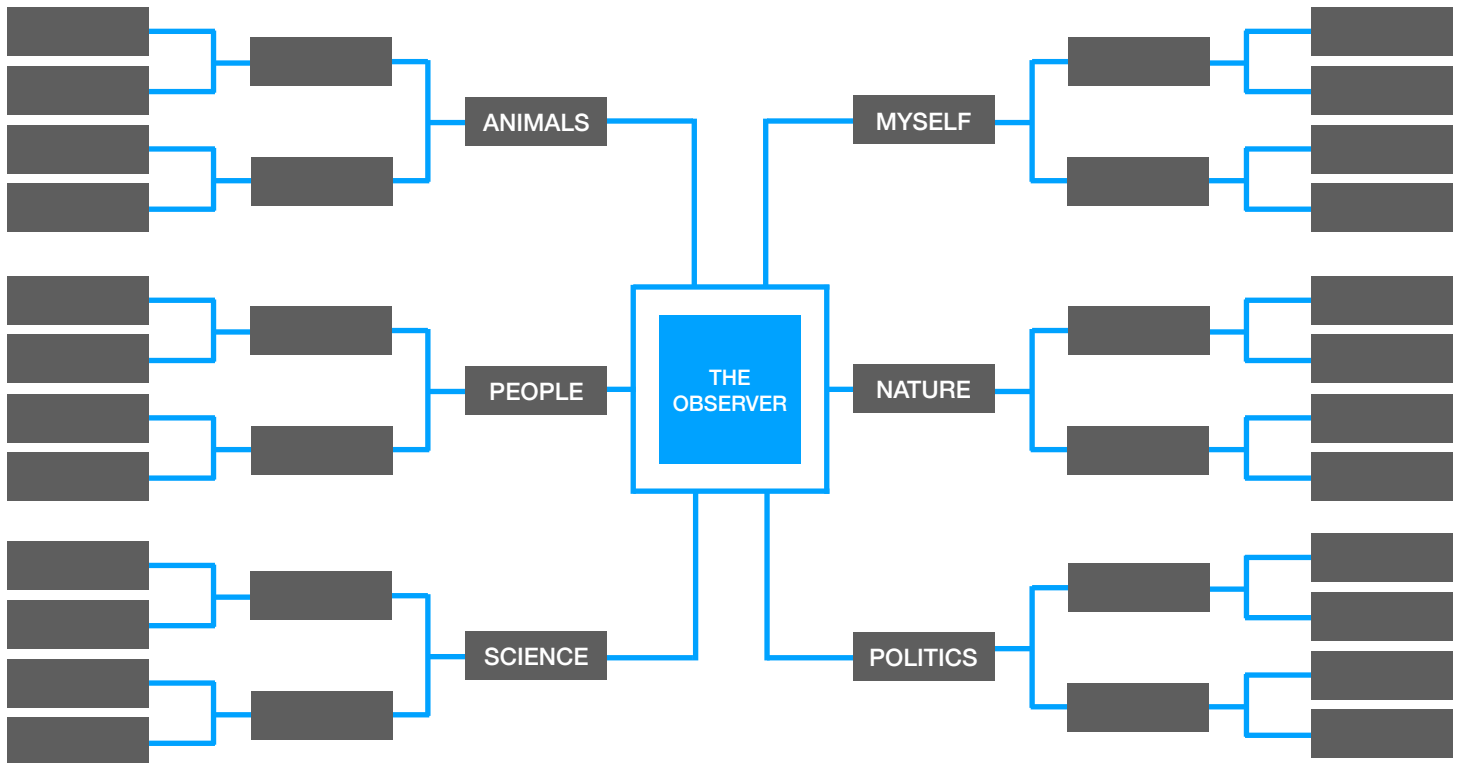 ANIMALS
MYSELF
PEOPLE
THE
OBSERVER
NATURE
SCIENCE
POLITICS